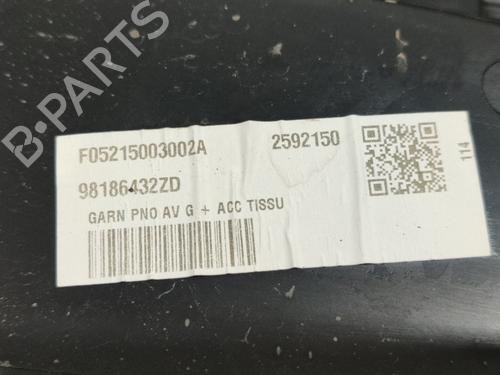 F05215003002A 2592150
98186432ZD
GARN PNO AV G + ACC TISSU
114
B-PARTS